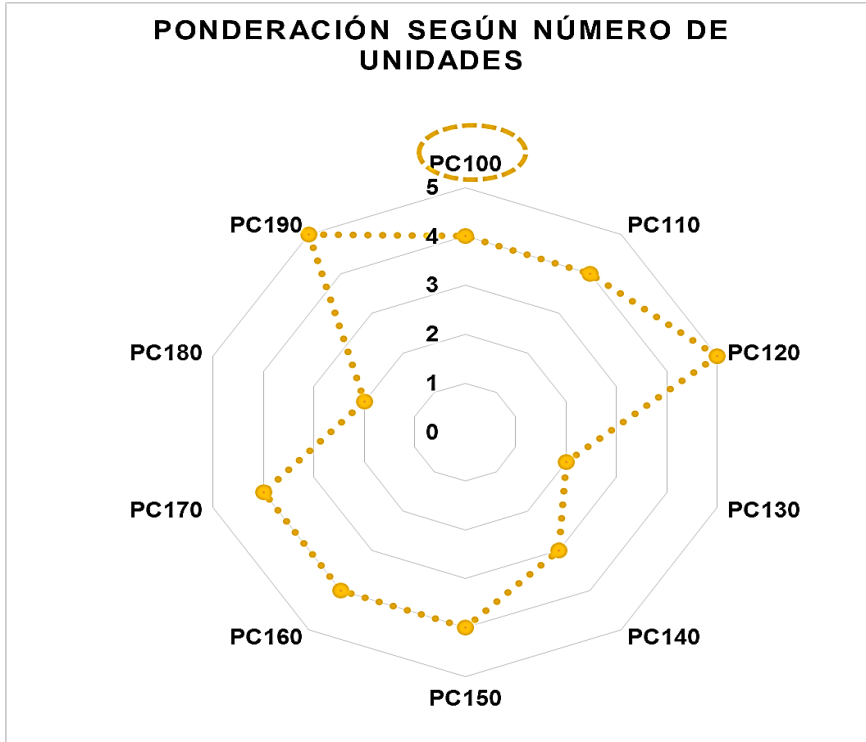 PONDERACIÓN SEGÚN NÚMERO DE
UNIDADES
PC100
5
PC190
PC110
4
3
PC180
PC120
2
1
0
PC170
PC130
PC160
PC140
PC150